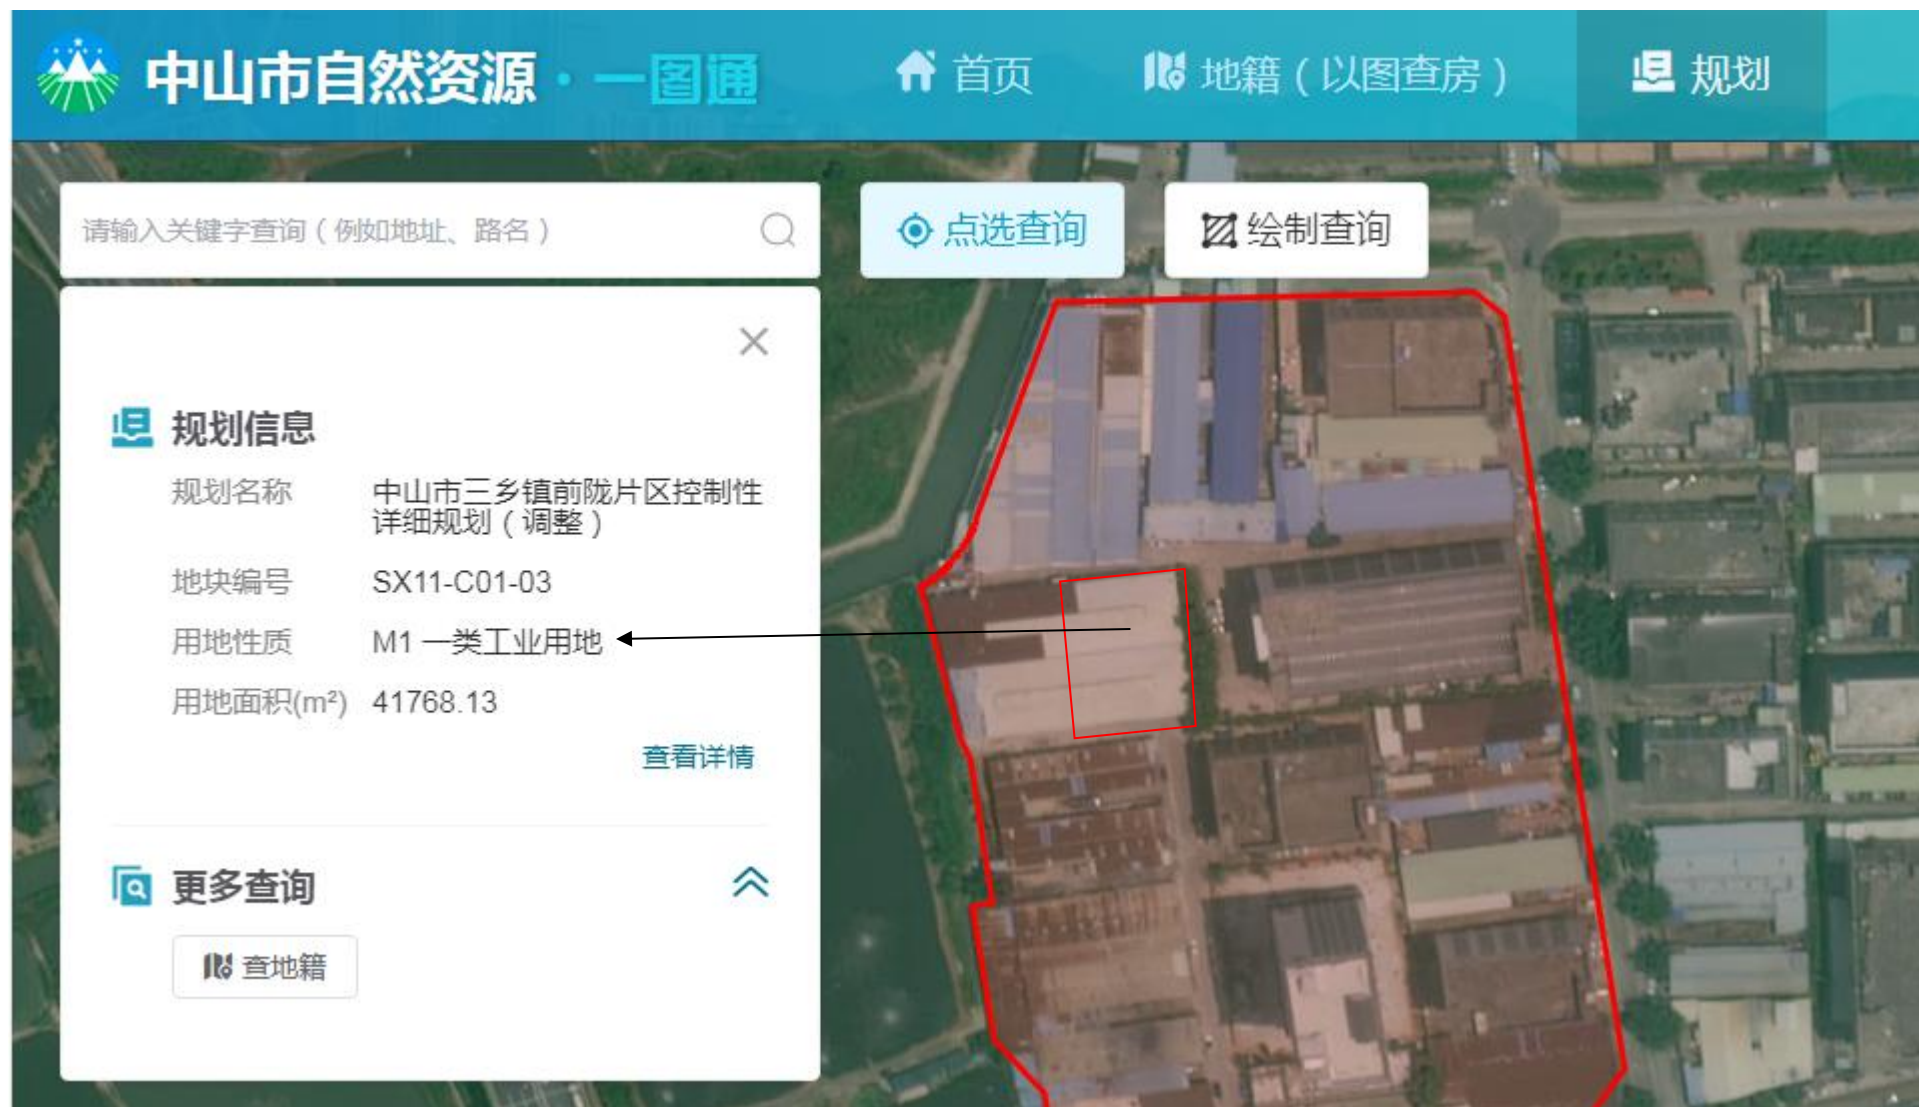 中山市自然资源·一图通
首页
地籍（以图查房）
规划
请输入关键字查询（例如地址、路名）
点选查询
绘制查询
规划信息
规划名称 中山市三乡镇前陇片区控制性
详细规划（调整）
地块编号 SX11-C01-03
用地性质 M1 一类工业用地
用地面积(m²) 41768.13
查看详情
更多查询
查地籍